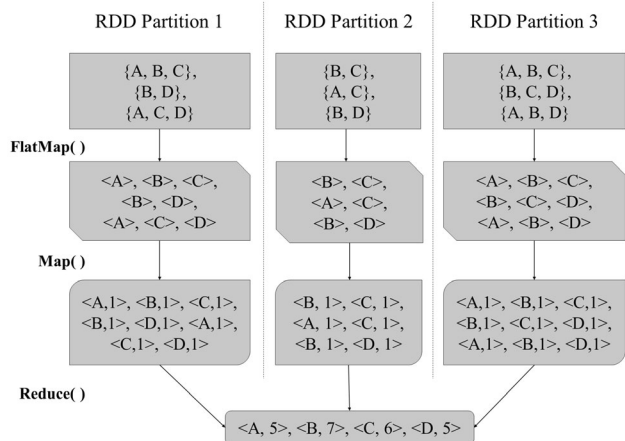 RDD Partition 1
RDD Partition 2
RDD Partition 3
{A, B, C},
{B, D},
{A, C, D}
{B, C},
{A, C},
{B, D}
{A, B, C},
{B, C, D},
{A, B, D}
FlatMap( )
<A>, <B>, <C>,
<B>, <D>,
<A>, <C>, <D>
<B>, <C>,
<A>, <C>,
<B>, <D>
<A>, <B>, <C>,
<B>, <C>, <D>,
<A>, <B>, <D>
Map( )
<A,1>, <B,1>, <C,1>,
<B,1>, <D,1>, <A,1>,
<C,1>, <D,1>
<B, 1>, <C, 1>,
<A, 1>, <C, 1>,
<B, 1>, <D, 1>
<A,1>, <B,1>, <C,1>,
<B,1>, <C,1>, <D,1>,
<A,1>, <B,1>, <D,1>
Reduce( )
<A, 5>, <B, 7>, <C, 6>, <D, 5>